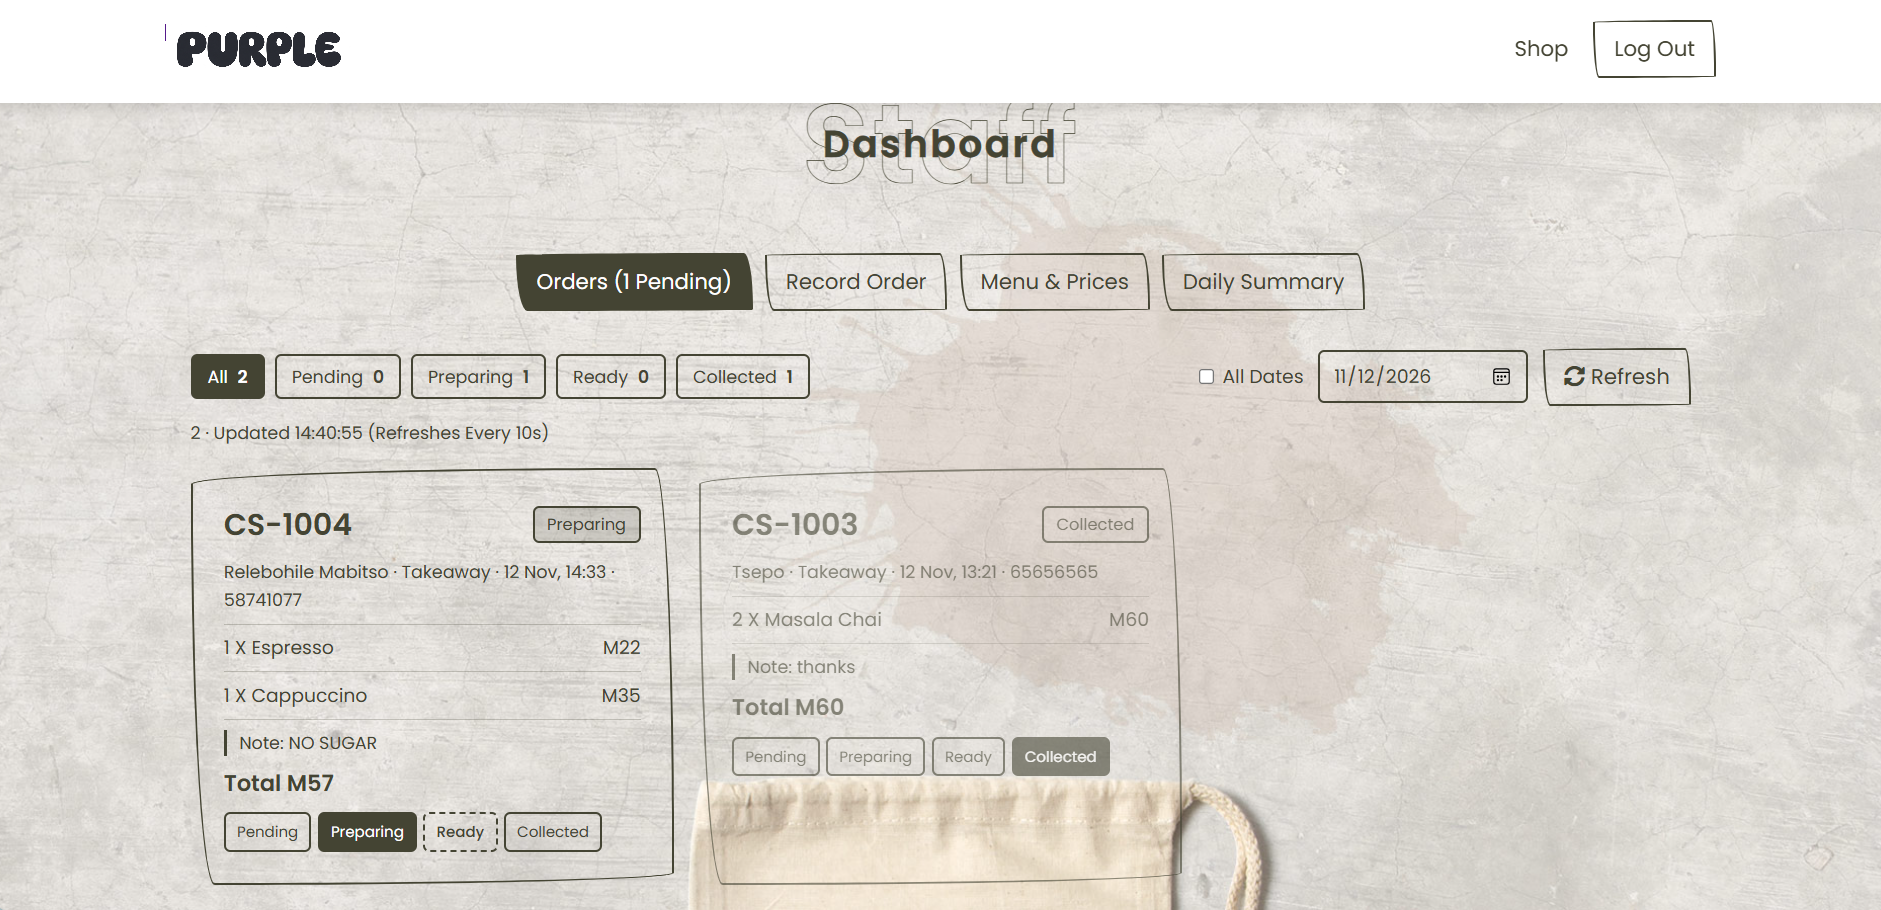 PURPLE
Shop
Log Out
Staff
Dashboard
Orders (1 Pending)
Record Order
Menu & Prices
Daily Summary
All 2
Pending 0
Preparing 1
Ready 0
Collected 1
All Dates
11/12/2026
Refresh
2 · Updated 14:40:55 (Refreshes Every 10s)
CS-1004
Preparing
Relebohile Mabitso · Takeaway · 12 Nov, 14:33 ·
58741077
1 X Espresso M22
1 X Cappuccino M35
Note: NO SUGAR
Total M57
Pending
Preparing
Ready
Collected
CS-1003
Collected
Tsepo · Takeaway · 12 Nov, 13:21 · 65656565
2 X Masala Chai M60
Note: thanks
Total M60
Pending
Preparing
Ready
Collected